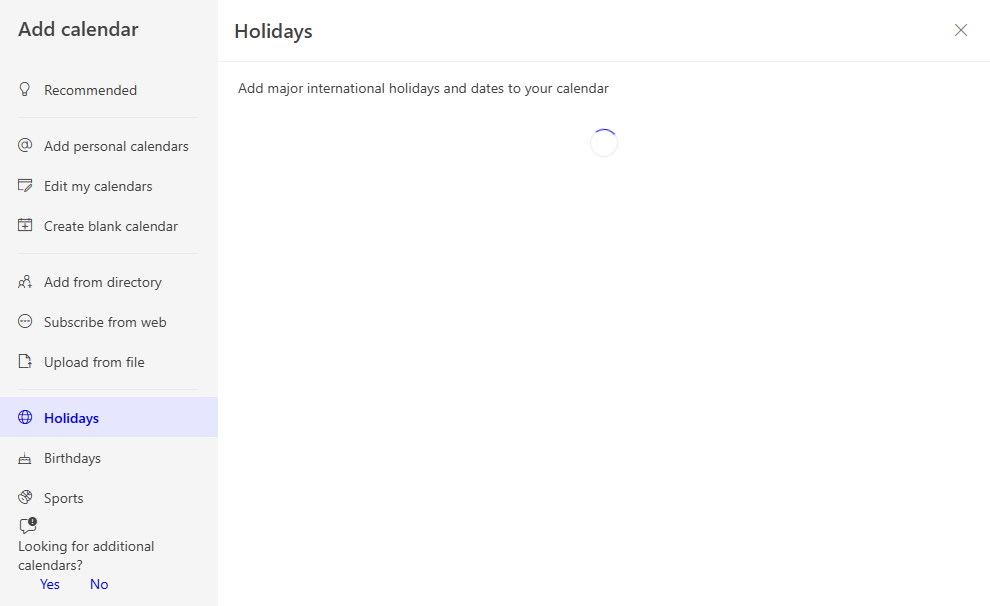 Add calendar
Recommended
Add personal calendars
Edit my calendars
Create blank calendar
Add from directory
Subscribe from web
Upload from file
Holidays
Birthdays
Sports
Looking for additional
calendars?
Yes No
Holidays
Add major international holidays and dates to your calendar